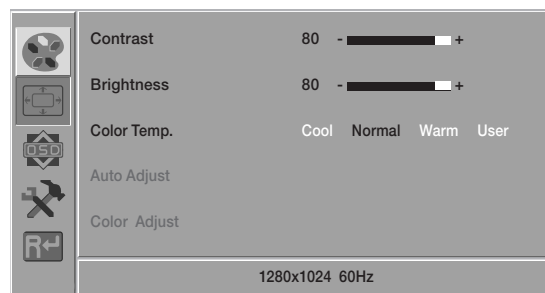 Contrast 80 - +
Brightness 80 - +
Color Temp. Cool Normal Warm User
OSD
Auto Adjust
Color Adjust
R↵
1280x1024 60Hz